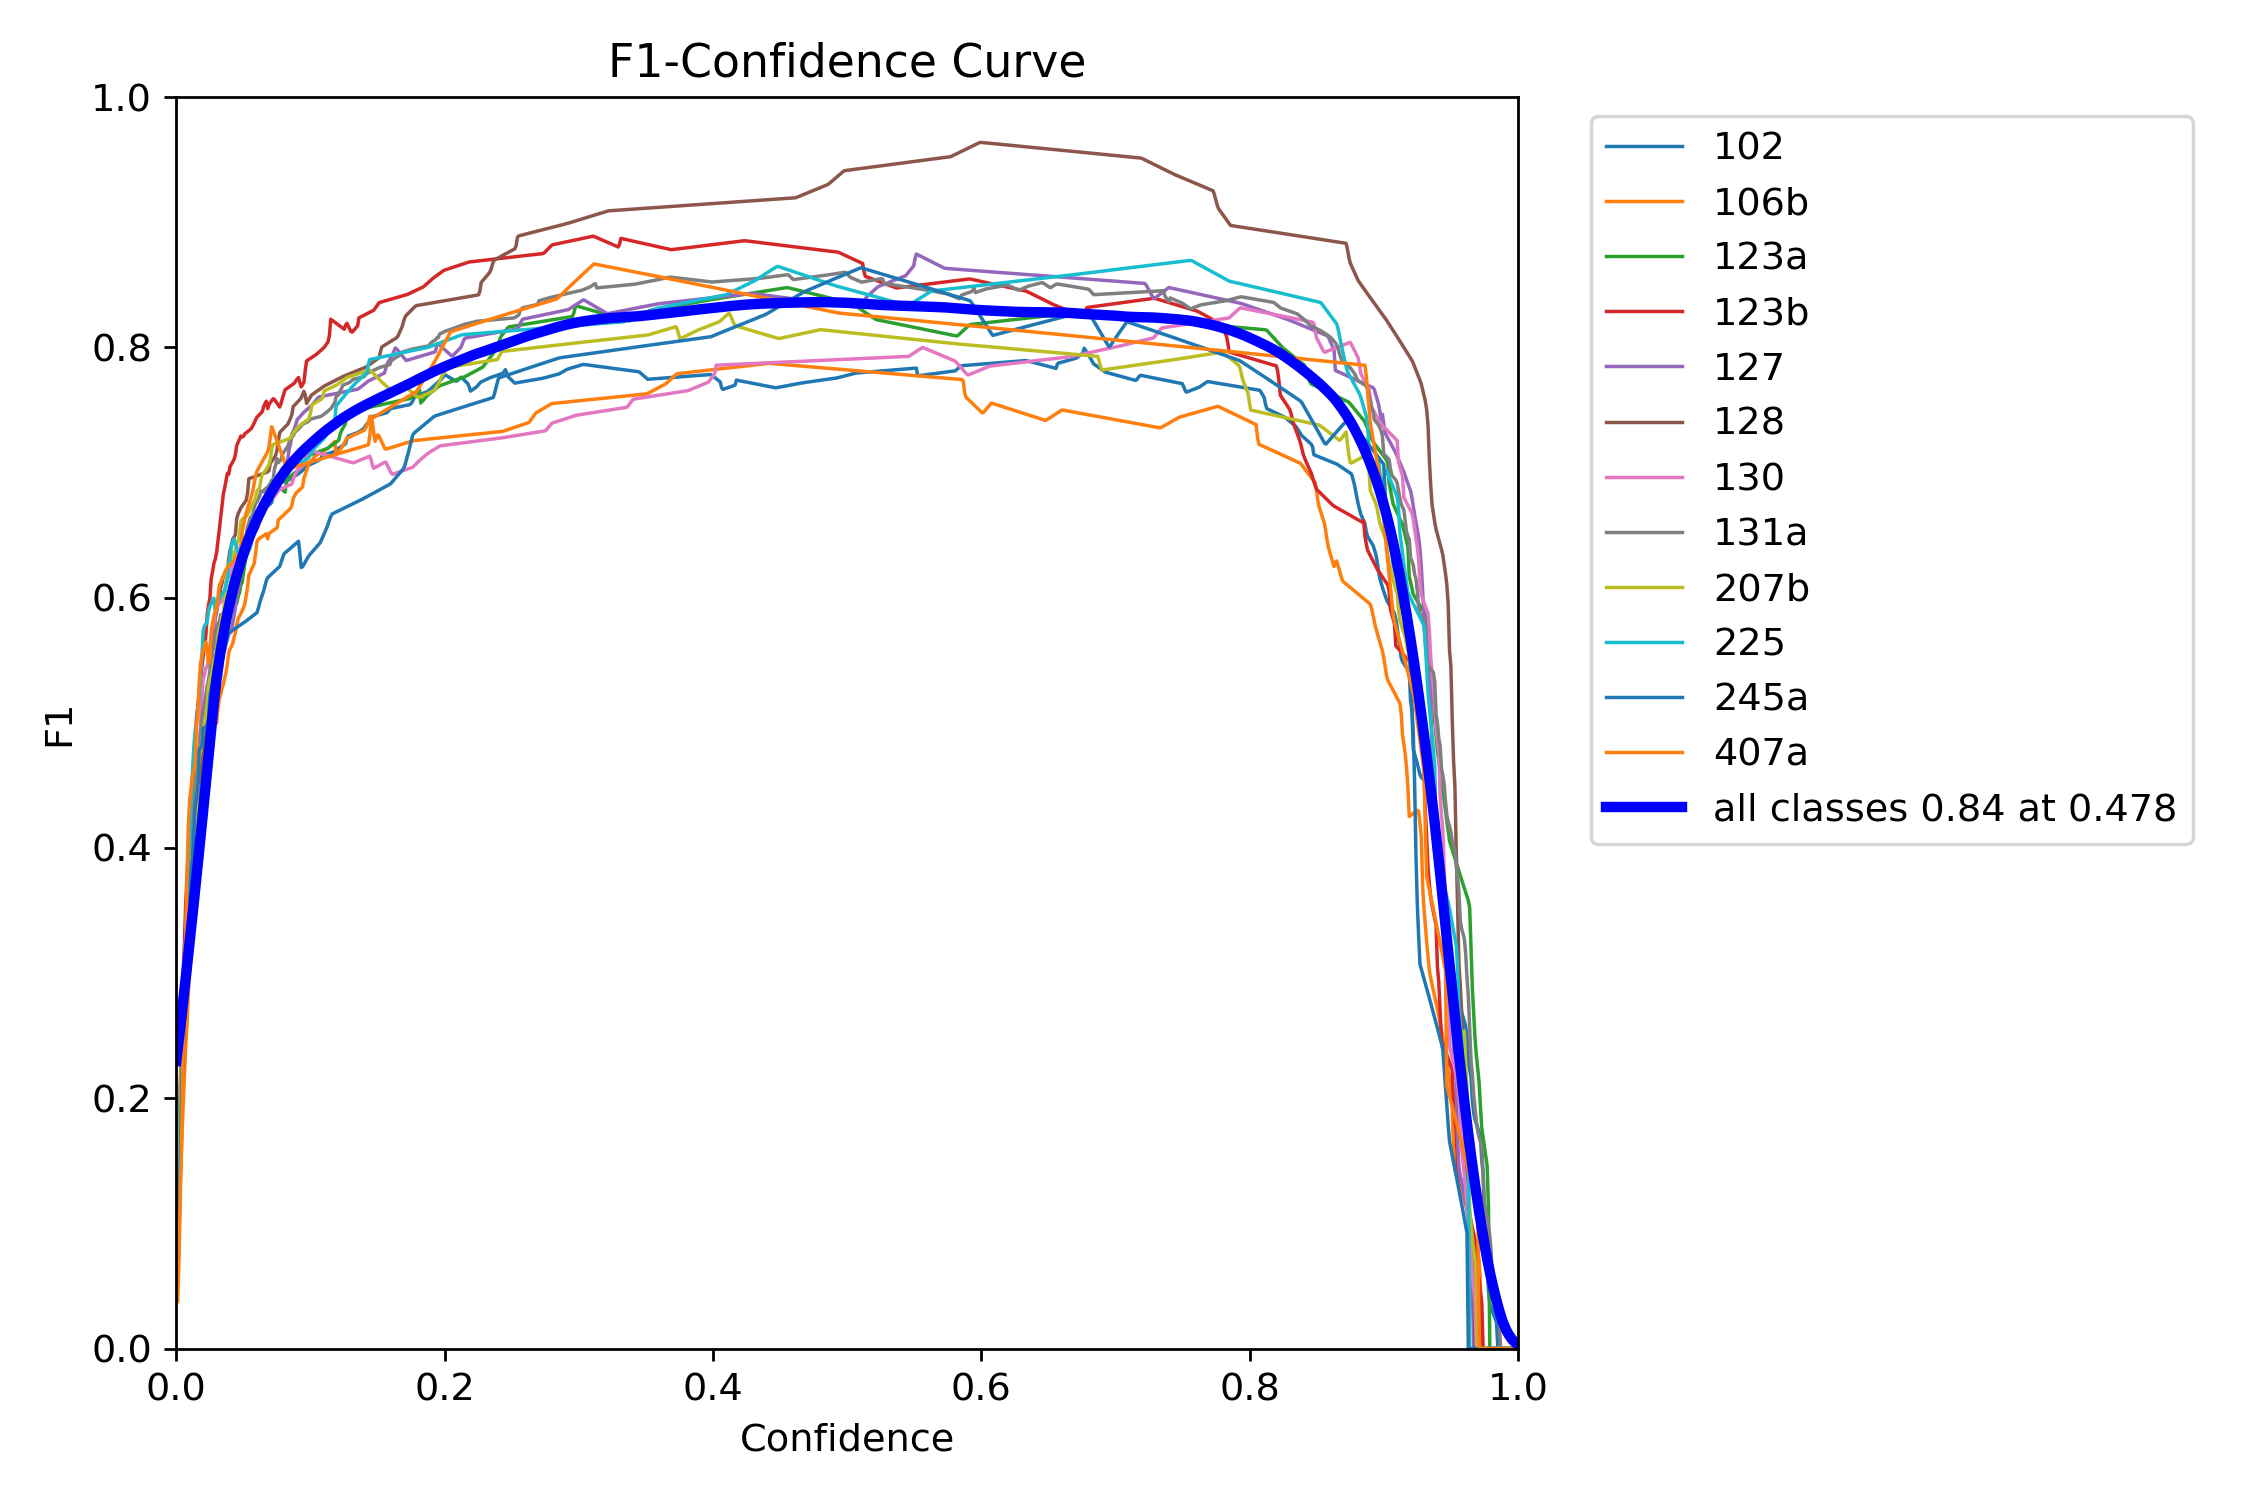 F1-Confidence Curve
1.0
0.8
0.6
0.4
0.2
0.0
F1
0.0 0.2 0.4 0.6 0.8 1.0
Confidence
102
106b
123a
123b
127
128
130
131a
207b
225
245a
407a
all classes 0.84 at 0.478